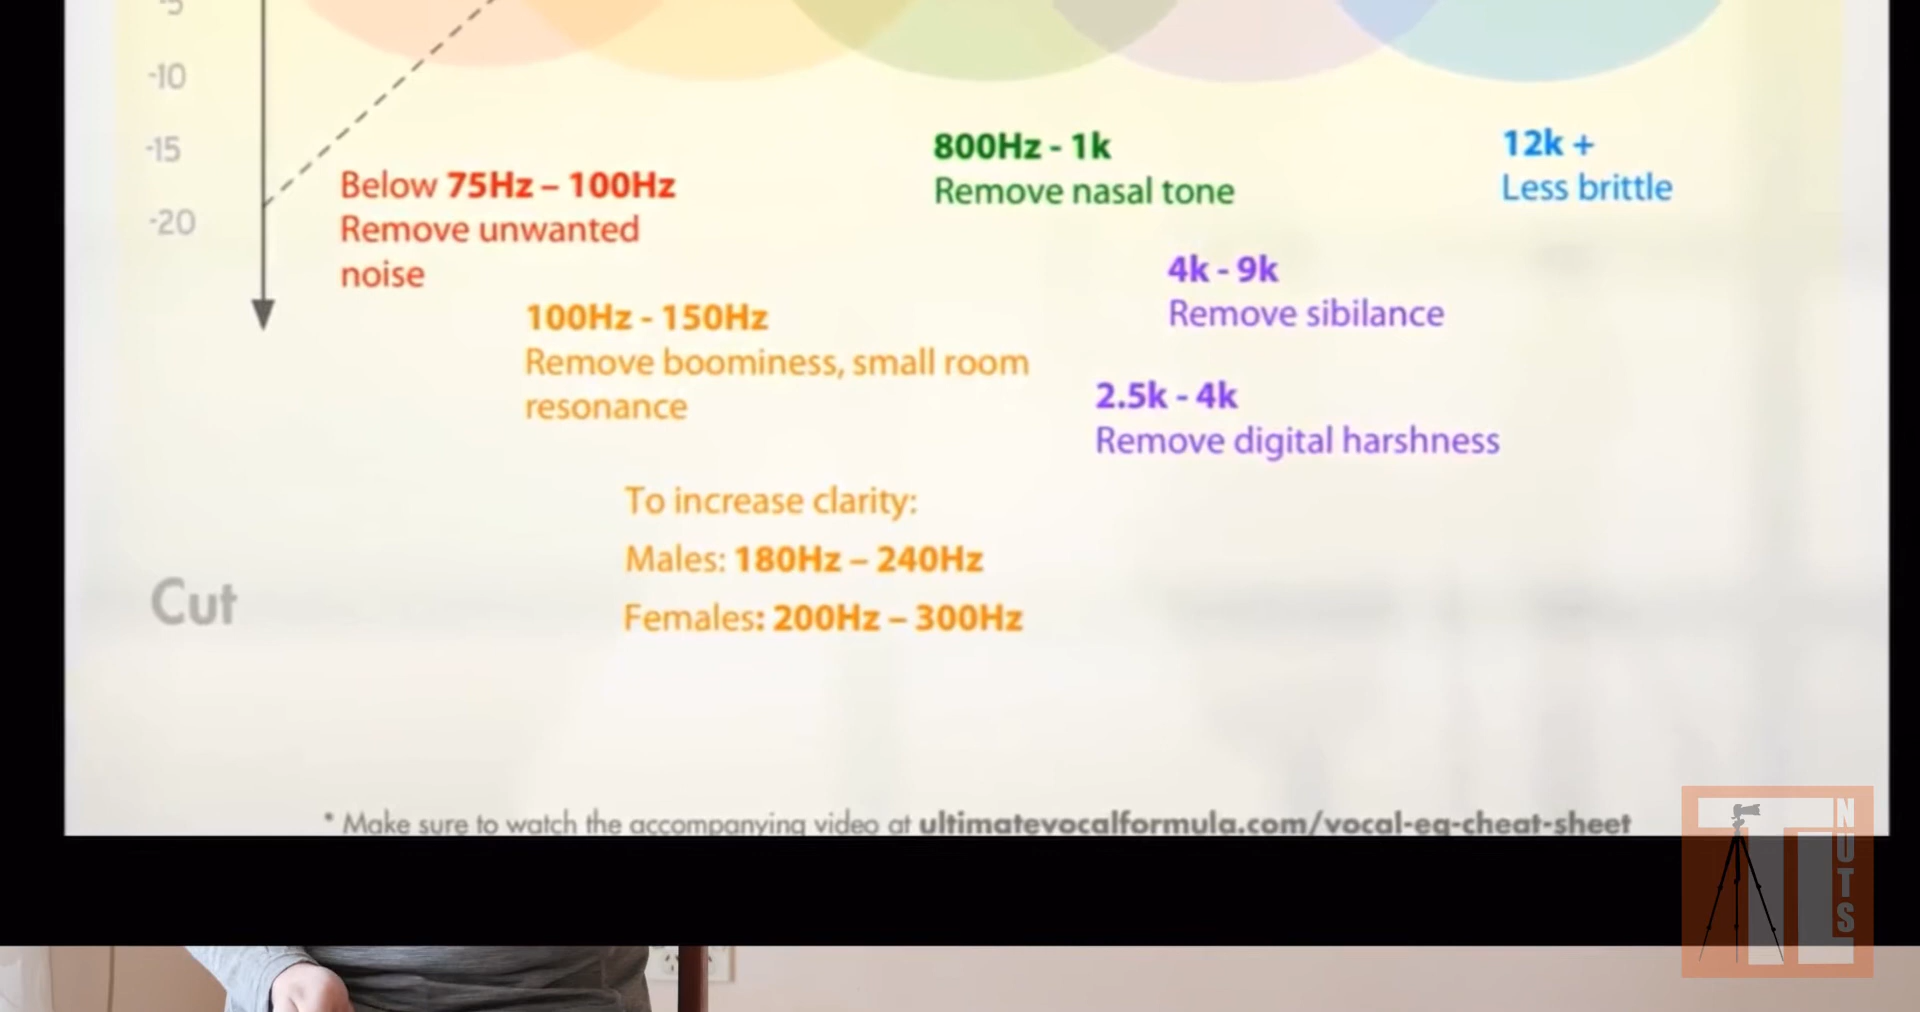 -5
-10
-15
-20
Below 75Hz – 100Hz
Remove unwanted
noise
100Hz - 150Hz
Remove boominess, small room
resonance
To increase clarity:
Males: 180Hz – 240Hz
Females: 200Hz – 300Hz
800Hz - 1k
Remove nasal tone
4k - 9k
Remove sibilance
2.5k - 4k
Remove digital harshness
12k +
Less brittle
Cut
* Make sure to watch the accompanying video at ultimatevocalformula.com/vocal-eq-cheat-sheet
NUTS